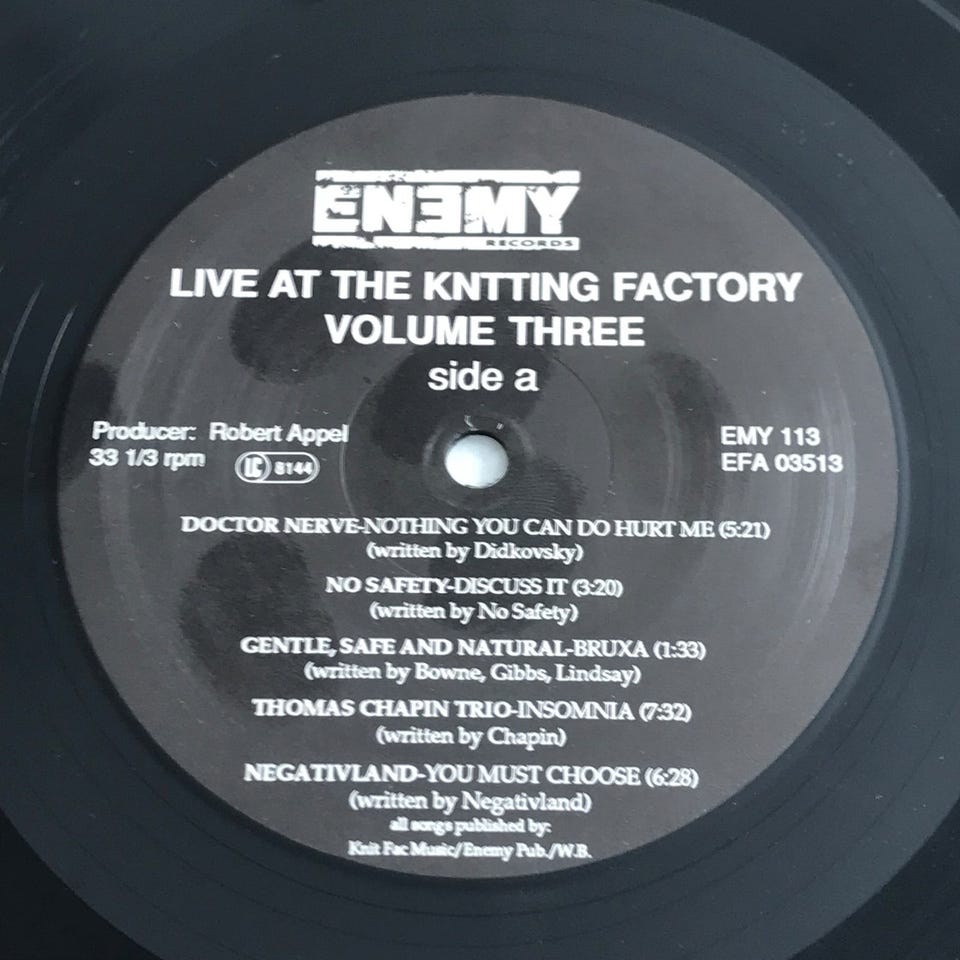 ENEMY
RECORDS
LIVE AT THE KNTTING FACTORY
VOLUME THREE
side a
Producer: Robert Appel
33 1/3 rpm LC 8144
EMY 113
EFA 03513
DOCTOR NERVE-NOTHING YOU CAN DO HURT ME (5:21)
(written by Didkovsky)
NO SAFETY-DISCUSS IT (3:20)
(written by No Safety)
GENTLE, SAFE AND NATURAL-BRUXA (1:33)
(written by Bowne, Gibbs, Lindsay)
THOMAS CHAPIN TRIO-INSOMNIA (7:32)
(written by Chapin)
NEGATIVLAND-YOU MUST CHOOSE (6:28)
(written by Negativland)
all songs published by:
Knit Fac Music/Enemy Pub./W.B.